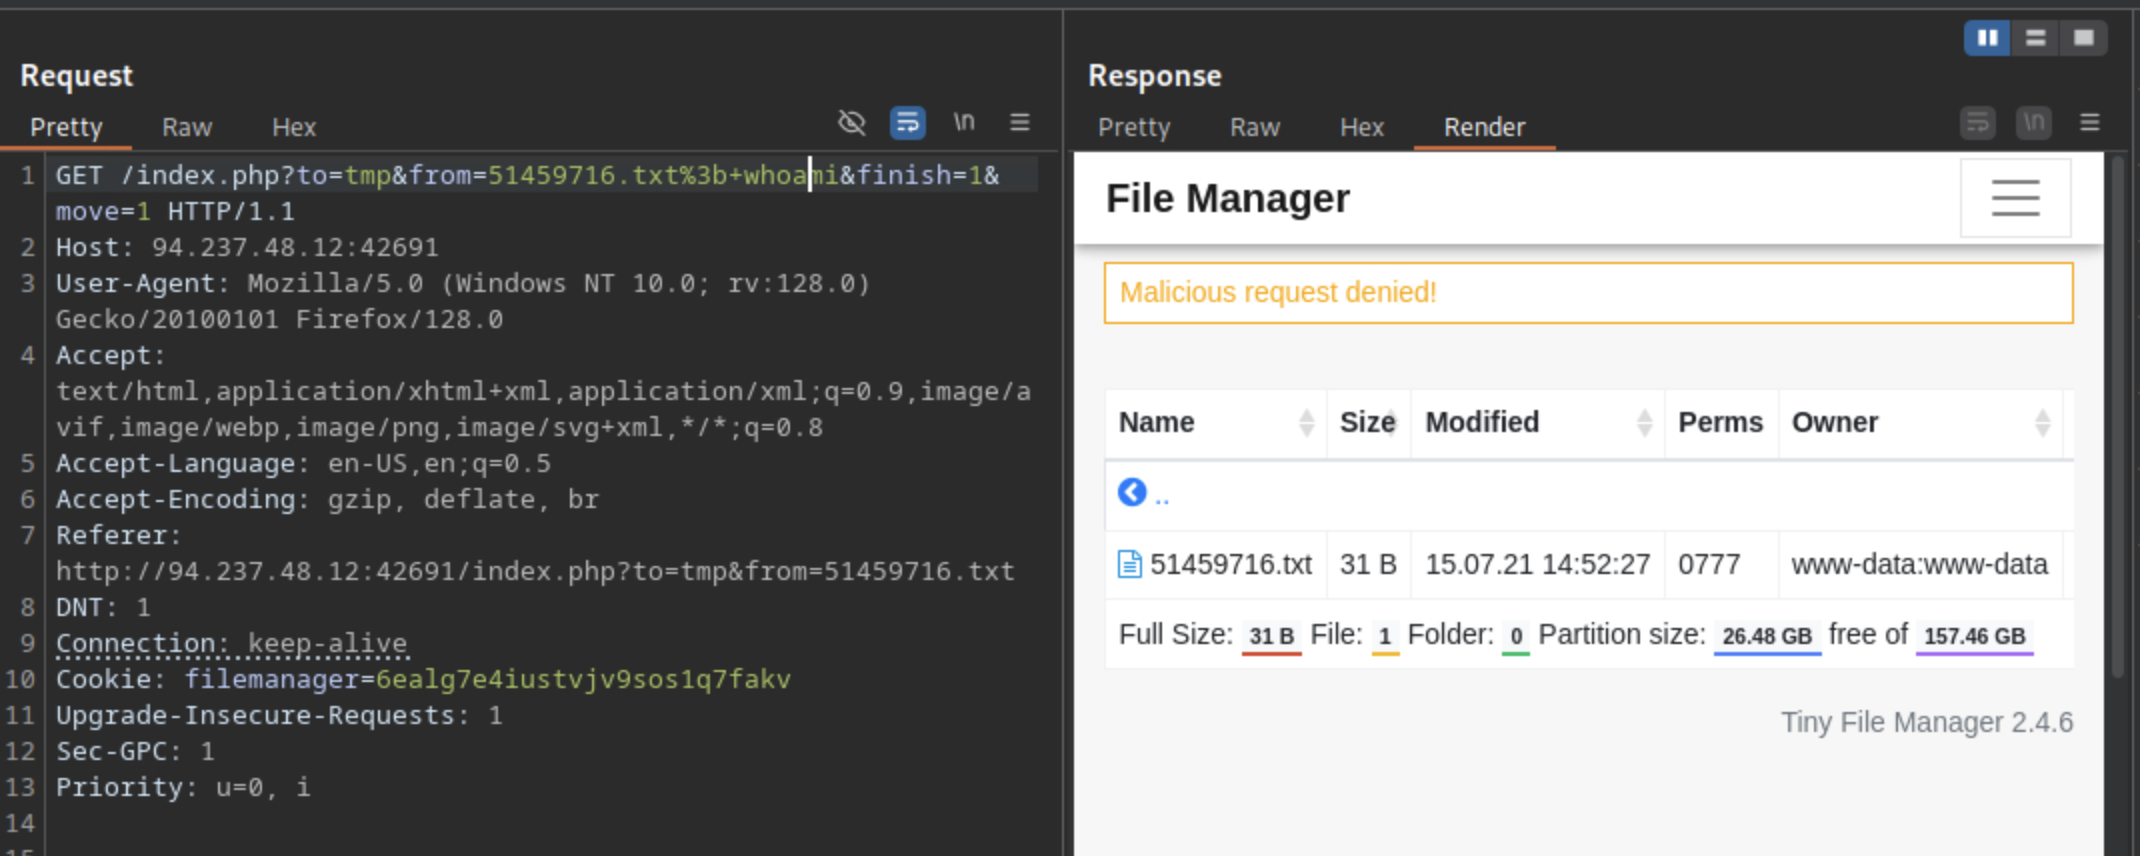 Request
Pretty Raw Hex \n
1 GET /index.php?to=tmp&from=51459716.txt%3b+whoami&finish=1&
move=1 HTTP/1.1
2 Host: 94.237.48.12:42691
3 User-Agent: Mozilla/5.0 (Windows NT 10.0; rv:128.0)
Gecko/20100101 Firefox/128.0
4 Accept:
text/html,application/xhtml+xml,application/xml;q=0.9,image/a
vif,image/webp,image/png,image/svg+xml,*/*;q=0.8
5 Accept-Language: en-US,en;q=0.5
6 Accept-Encoding: gzip, deflate, br
7 Referer:
http://94.237.48.12:42691/index.php?to=tmp&from=51459716.txt
8 DNT: 1
9 Connection: keep-alive
10 Cookie: filemanager=6ealg7e4iustvjv9sos1q7fakv
11 Upgrade-Insecure-Requests: 1
12 Sec-GPC: 1
13 Priority: u=0, i
14
15
Response
Pretty Raw Hex Render \n
File Manager
Malicious request denied!
Name Size Modified Perms Owner
..
51459716.txt 31 B 15.07.21 14:52:27 0777 www-data:www-data
Full Size: 31 B File: 1 Folder: 0 Partition size: 26.48 GB free of 157.46 GB
Tiny File Manager 2.4.6